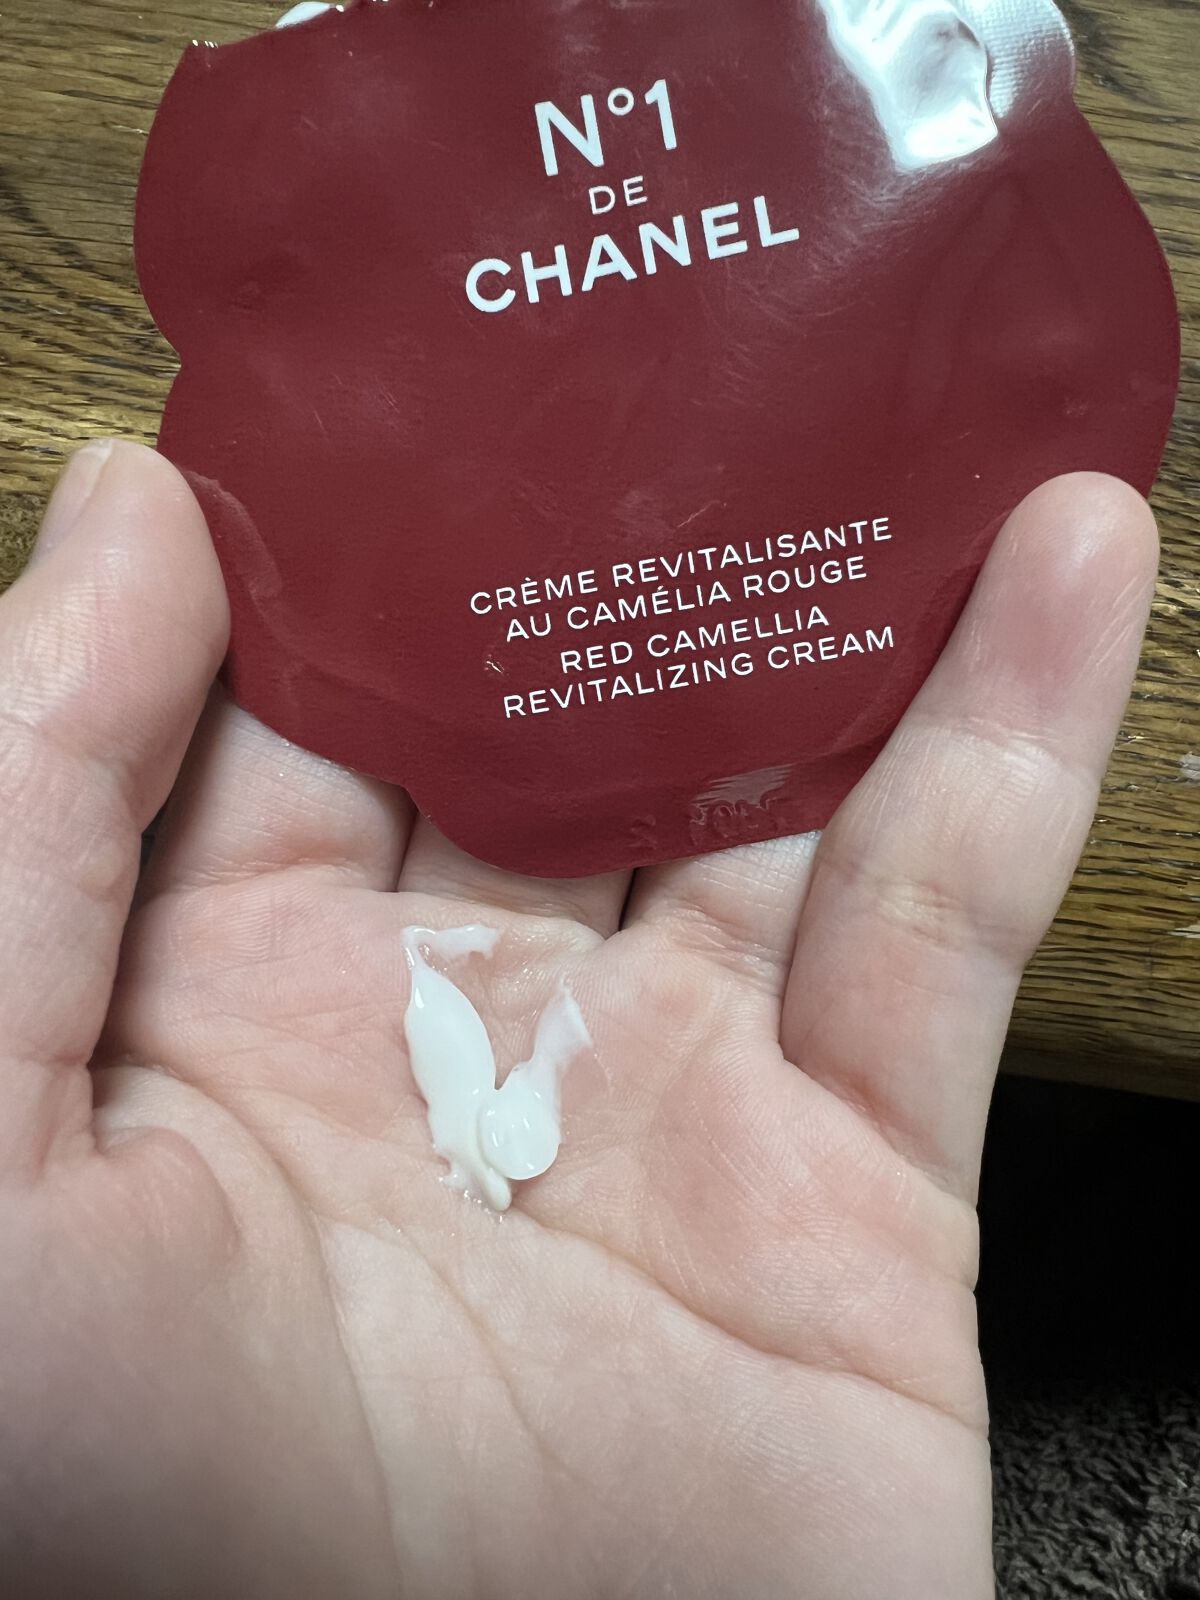 N°1
DE
CHANEL
CRÈME REVITALISANTE
AU CAMÉLIA ROUGE
RED CAMELLIA
REVITALIZING CREAM